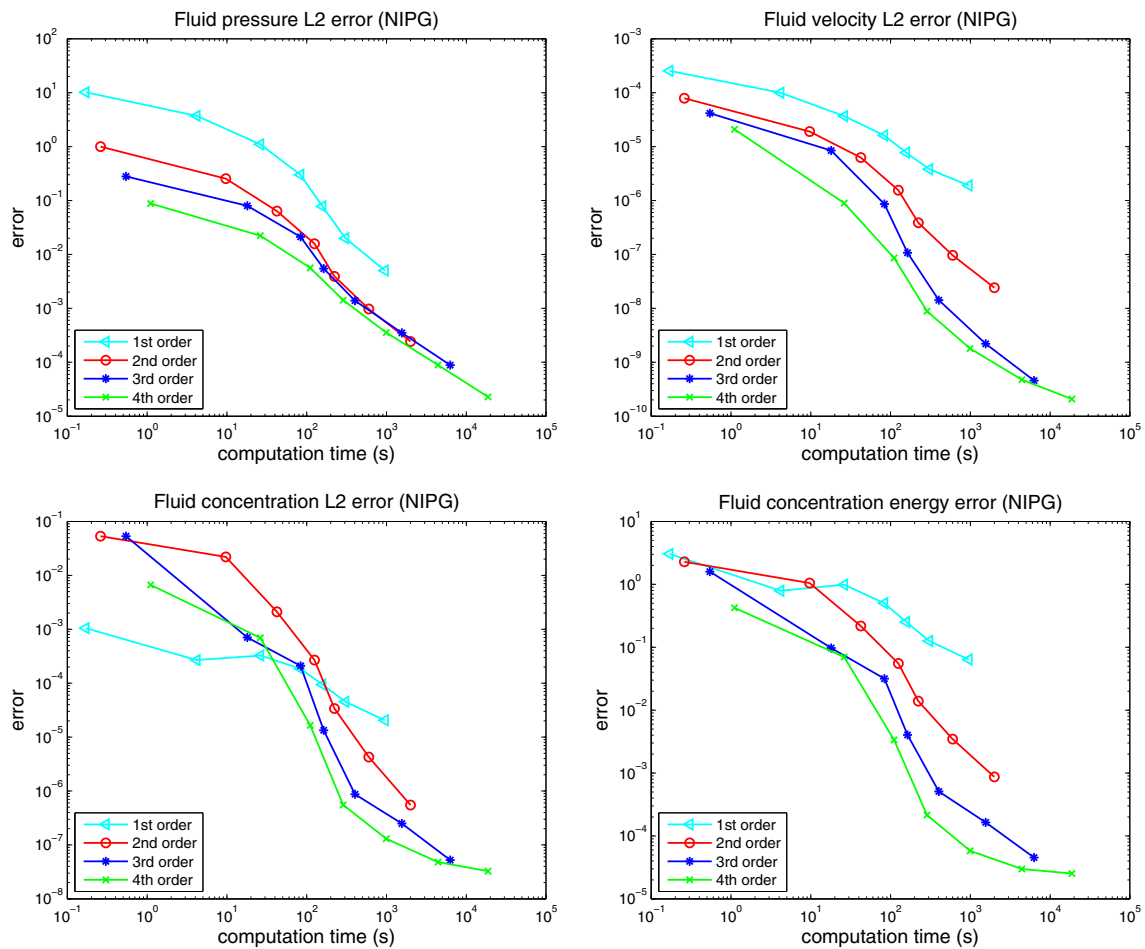 Fluid pressure L2 error (NIPG)
10^2
10^1
10^0
10^-1
10^-2
10^-3
10^-4
10^-5
error
1st order
2nd order
3rd order
4th order
10^-1 10^0 10^1 10^2 10^3 10^4 10^5
computation time (s)
Fluid velocity L2 error (NIPG)
10^-3
10^-4
10^-5
10^-6
10^-7
10^-8
10^-9
10^-10
error
1st order
2nd order
3rd order
4th order
10^-1 10^0 10^1 10^2 10^3 10^4 10^5
computation time (s)
Fluid concentration L2 error (NIPG)
10^-1
10^-2
10^-3
10^-4
10^-5
10^-6
10^-7
10^-8
error
1st order
2nd order
3rd order
4th order
10^-1 10^0 10^1 10^2 10^3 10^4 10^5
computation time (s)
Fluid concentration energy error (NIPG)
10^1
10^0
10^-1
10^-2
10^-3
10^-4
10^-5
error
1st order
2nd order
3rd order
4th order
10^-1 10^0 10^1 10^2 10^3 10^4 10^5
computation time (s)